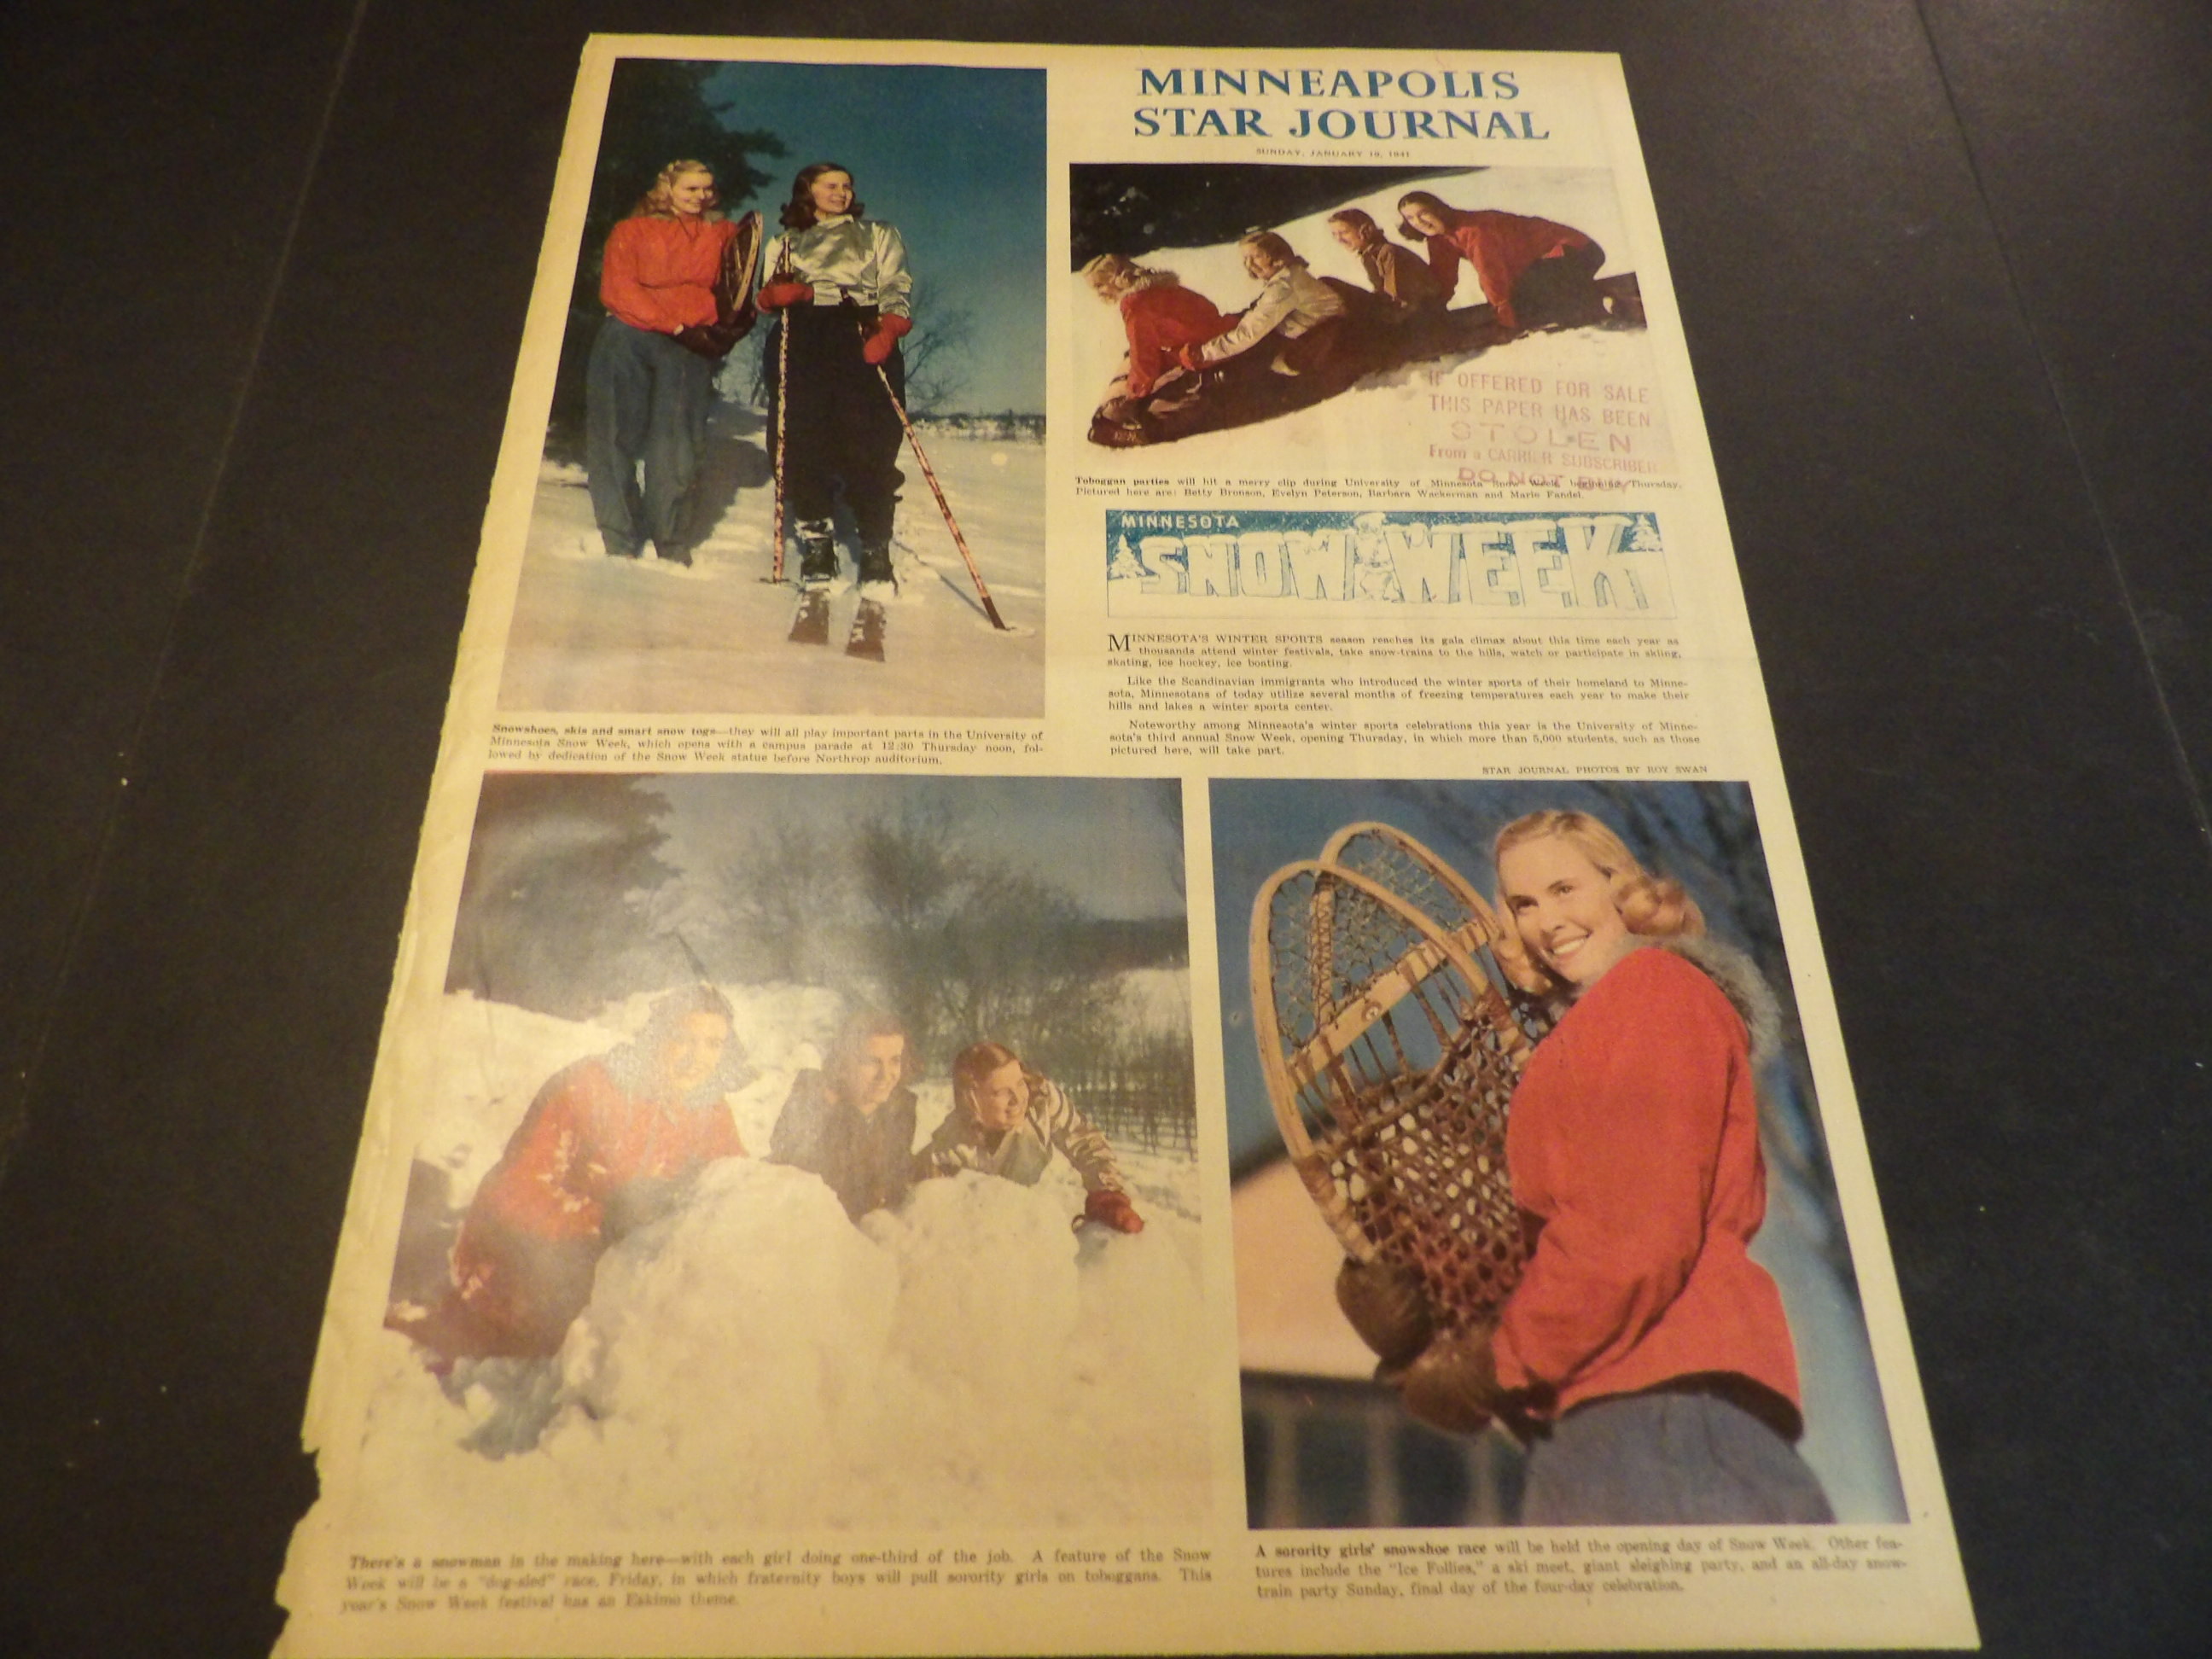 MINNEAPOLIS
STAR JOURNAL
SUNDAY, JANUARY 19, 1941
IF OFFERED FOR SALE
THIS PAPER HAS BEEN
STOLEN
From a CARRIER SUBSCRIBER
DO NOT BUY
Toboggan parties will hit a merry clip during University of Minnesota Snow Week beginning Thursday.
Pictured here are: Betty Bronson, Evelyn Peterson, Barbara Wackerman and Marie Fandel.
MINNESOTA
SNOW WEEK
MINNESOTA'S WINTER SPORTS season reaches its gala climax about this time each year as
thousands attend winter festivals, take snow-trains to the hills, watch or participate in skiing,
skating, ice hockey, ice boating.
Like the Scandinavian immigrants who introduced the winter sports of their homeland to Minne-
sota, Minnesotans of today utilize several months of freezing temperatures each year to make their
hills and lakes a winter sports center.
Noteworthy among Minnesota's winter sports celebrations this year is the University of Minne-
sota's third annual Snow Week, opening Thursday, in which more than 5,000 students, such as those
pictured here, will take part.
STAR JOURNAL PHOTOS BY ROY SWAN
Snowshoes, skis and smart snow togs—they will all play important parts in the University of
Minnesota Snow Week, which opens with a campus parade at 12:30 Thursday noon, fol-
lowed by dedication of the Snow Week statue before Northrop auditorium.
There's a snowman in the making here—with each girl doing one-third of the job. A feature of the Snow
Week will be a "dog-sled" race, Friday, in which fraternity boys will pull sorority girls on toboggans. This
year's Snow Week festival has an Eskimo theme.
A sorority girls' snowshoe race will be held the opening day of Snow Week. Other fea-
tures include the "Ice Follies," a ski meet, giant sleighing party, and an all-day snow-
train party Sunday, final day of the four-day celebration.